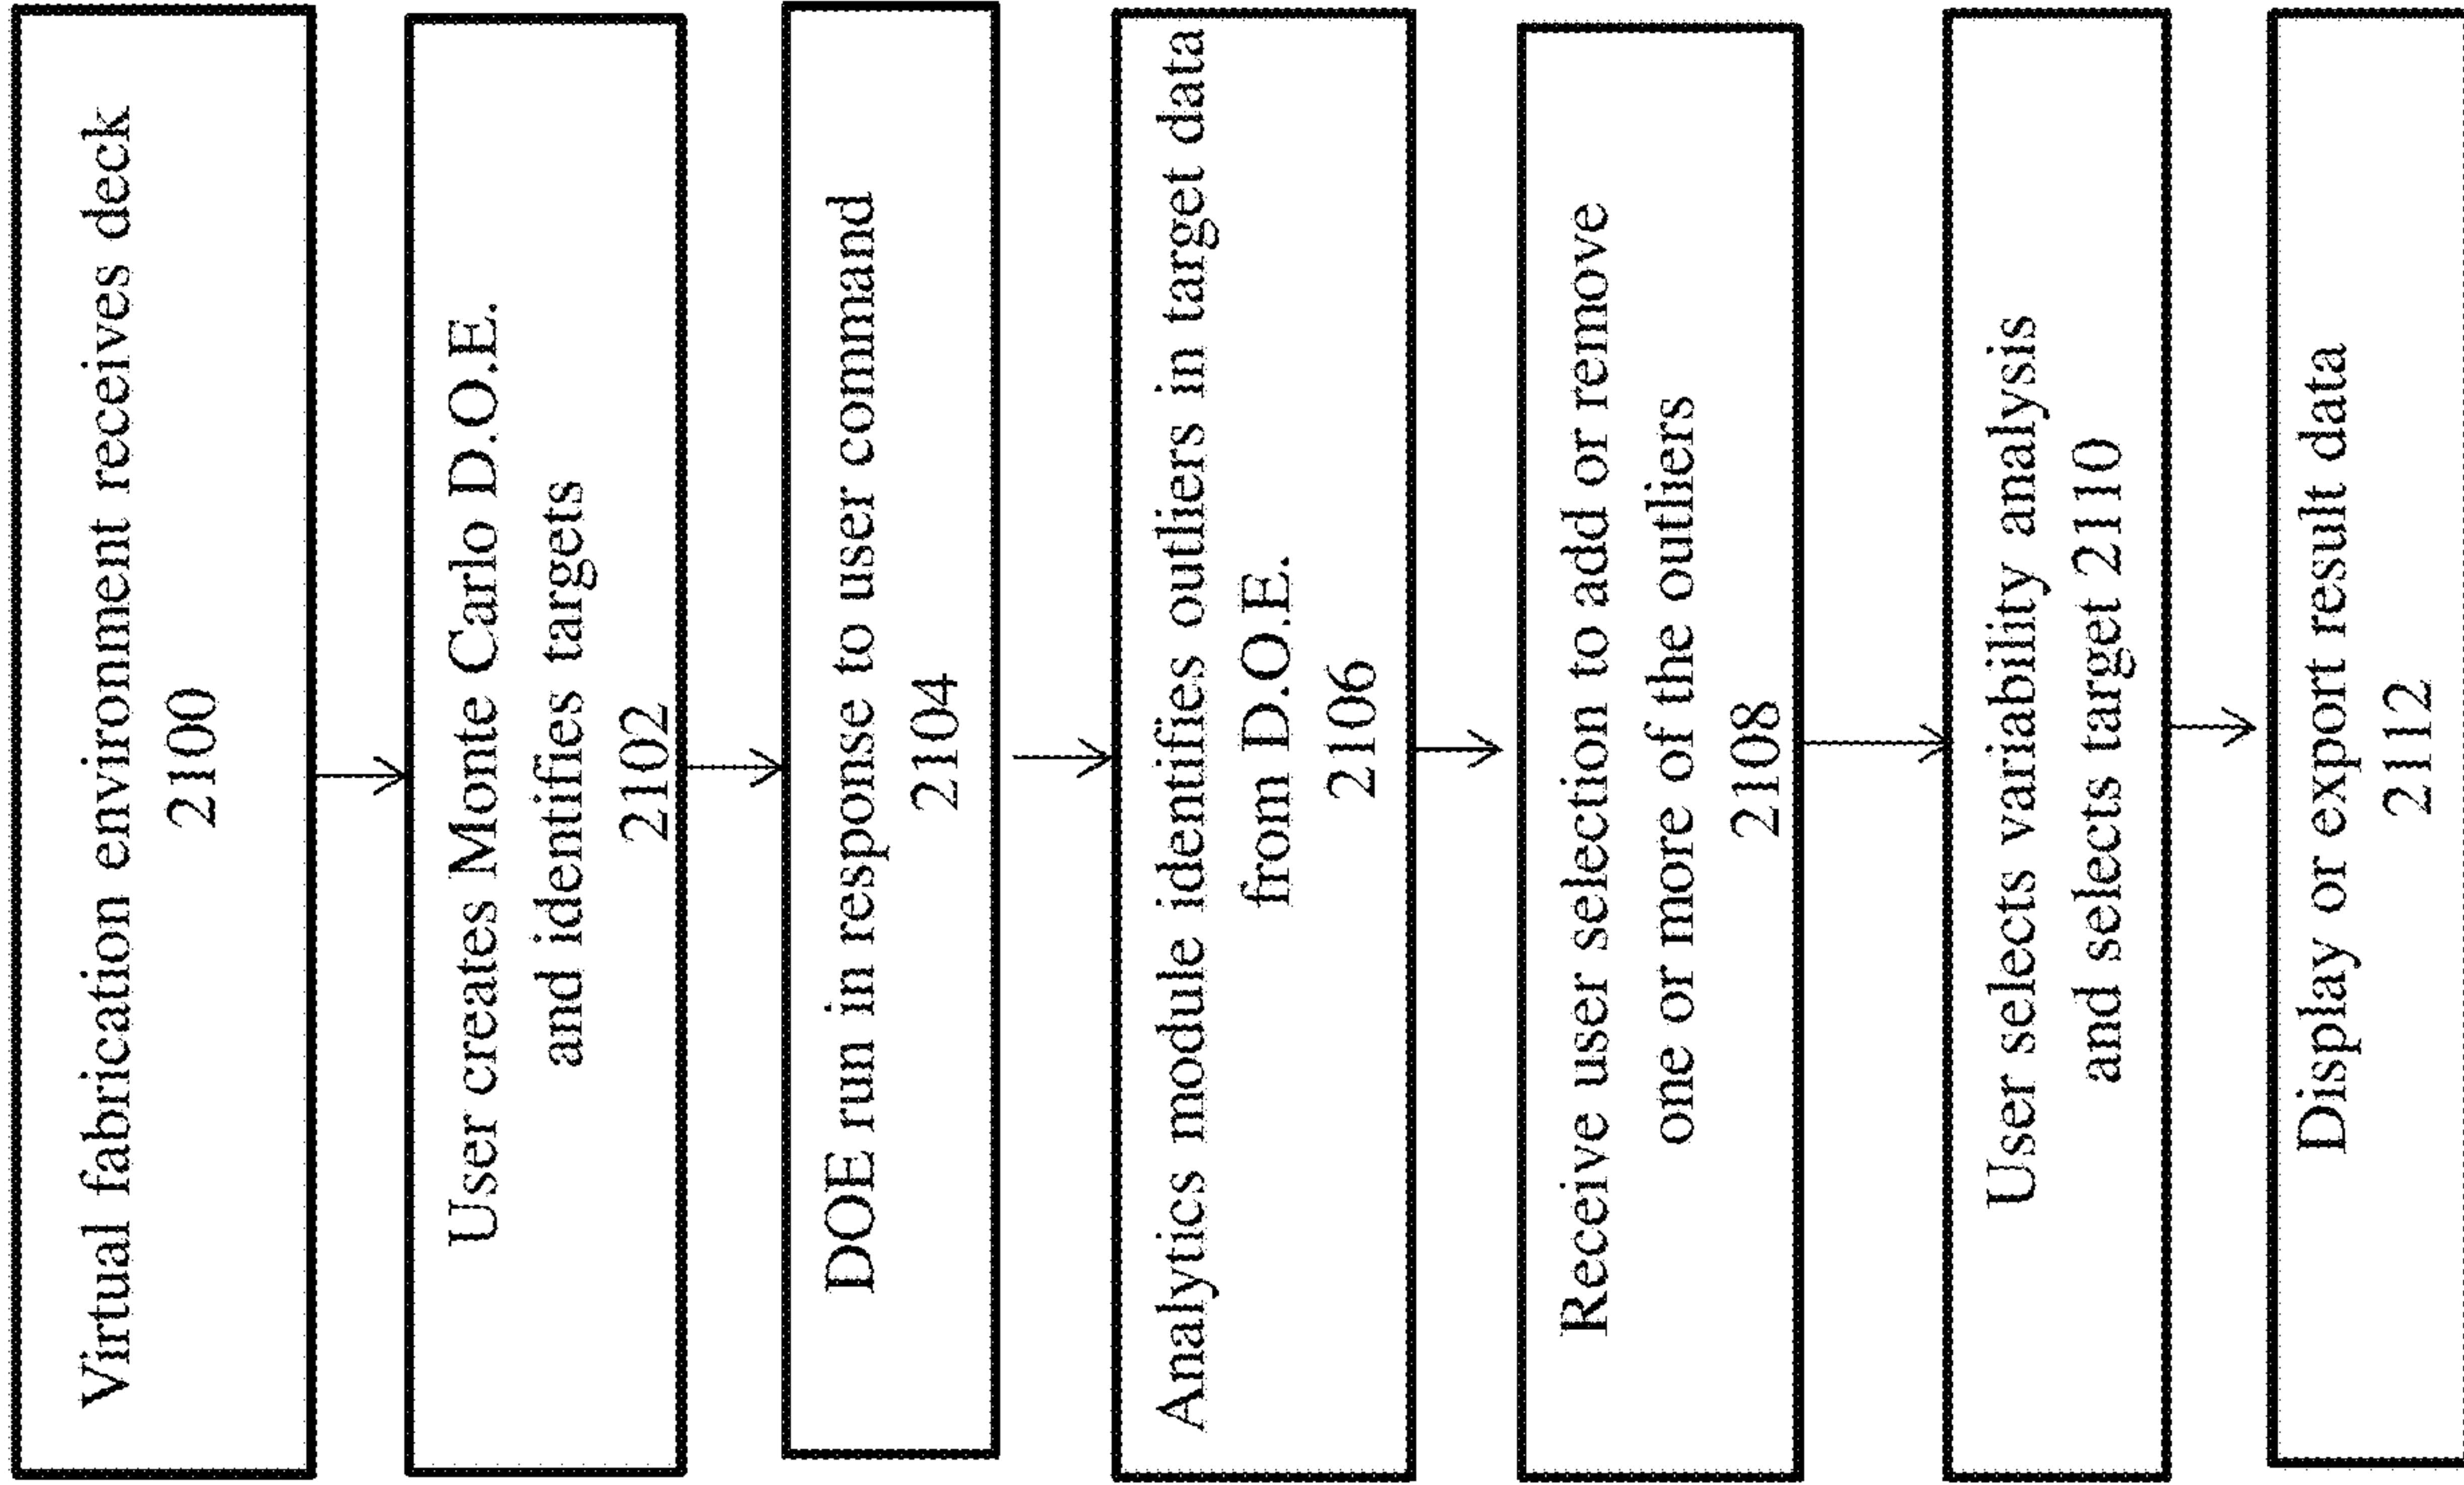 Virtual fabrication environment receives deck
2100
User creates Monte Carlo D.O.E.
and identifies targets
2102
DOE run in response to user command
2104
Analytics module identifies outliers in target data
from D.O.E.
2106
Receive user selection to add or remove
one or more of the outliers
2108
User selects variability analysis
and selects target 2110
Display or export result data
2112